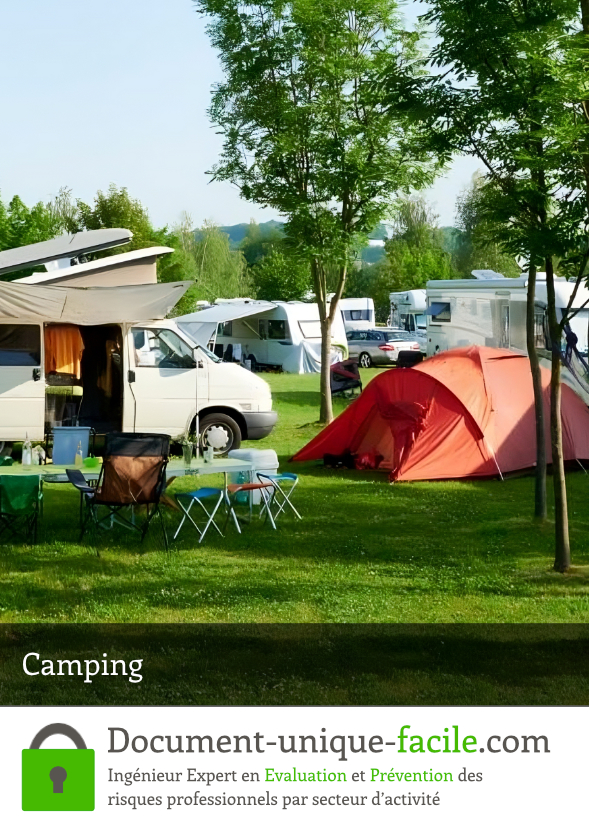 Camping
Document-unique-facile.com
Ingénieur Expert en Evaluation et Prévention des
risques professionnels par secteur d'activité